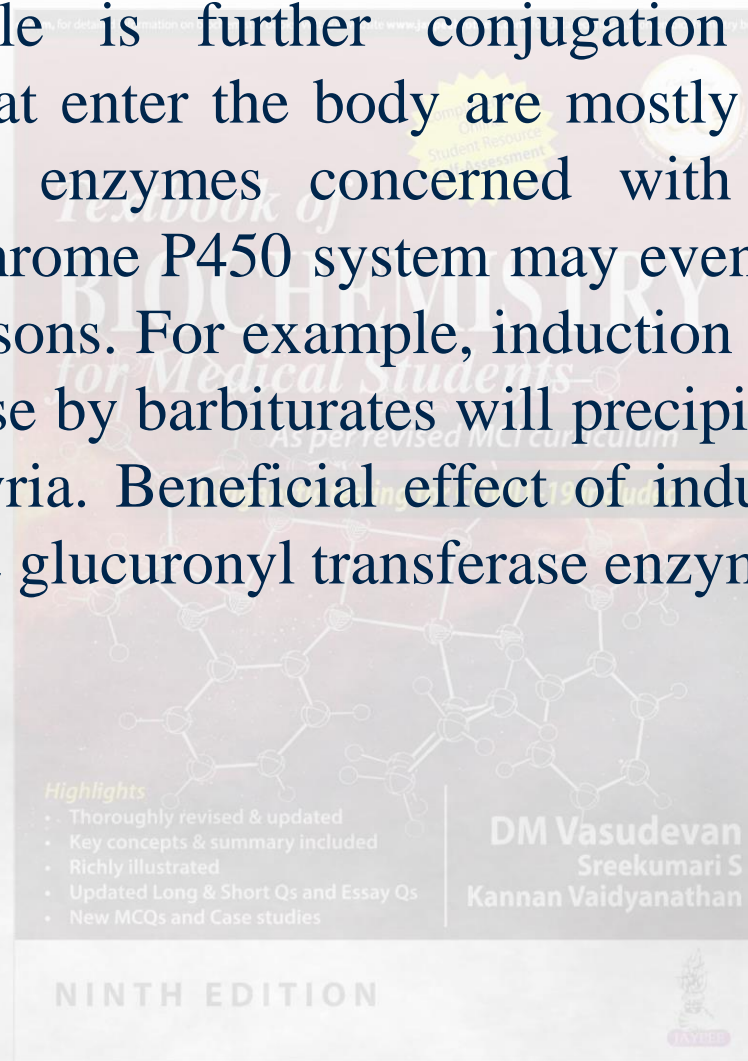 le is further conjugation
at enter the body are mostly
enzymes concerned with
hrome P450 system may even
sons. For example, induction
se by barbiturates will precipi
yria. Beneficial effect of indu
glucuronyl transferase enzym
Complimentary
Online
Student Resource
Self-Assessment
Textbook of
BIOCHEMISTRY
for Medical Students
As per revised MCI curriculum
Highlights
• Thoroughly revised & updated
• Key concepts & summary included
• Richly illustrated
• Updated Long & Short Qs and Essay Qs
• New MCQs and Case studies
DM Vasudevan
Sreekumari S
Kannan Vaidyanathan
NINTH EDITION
JAYPEE